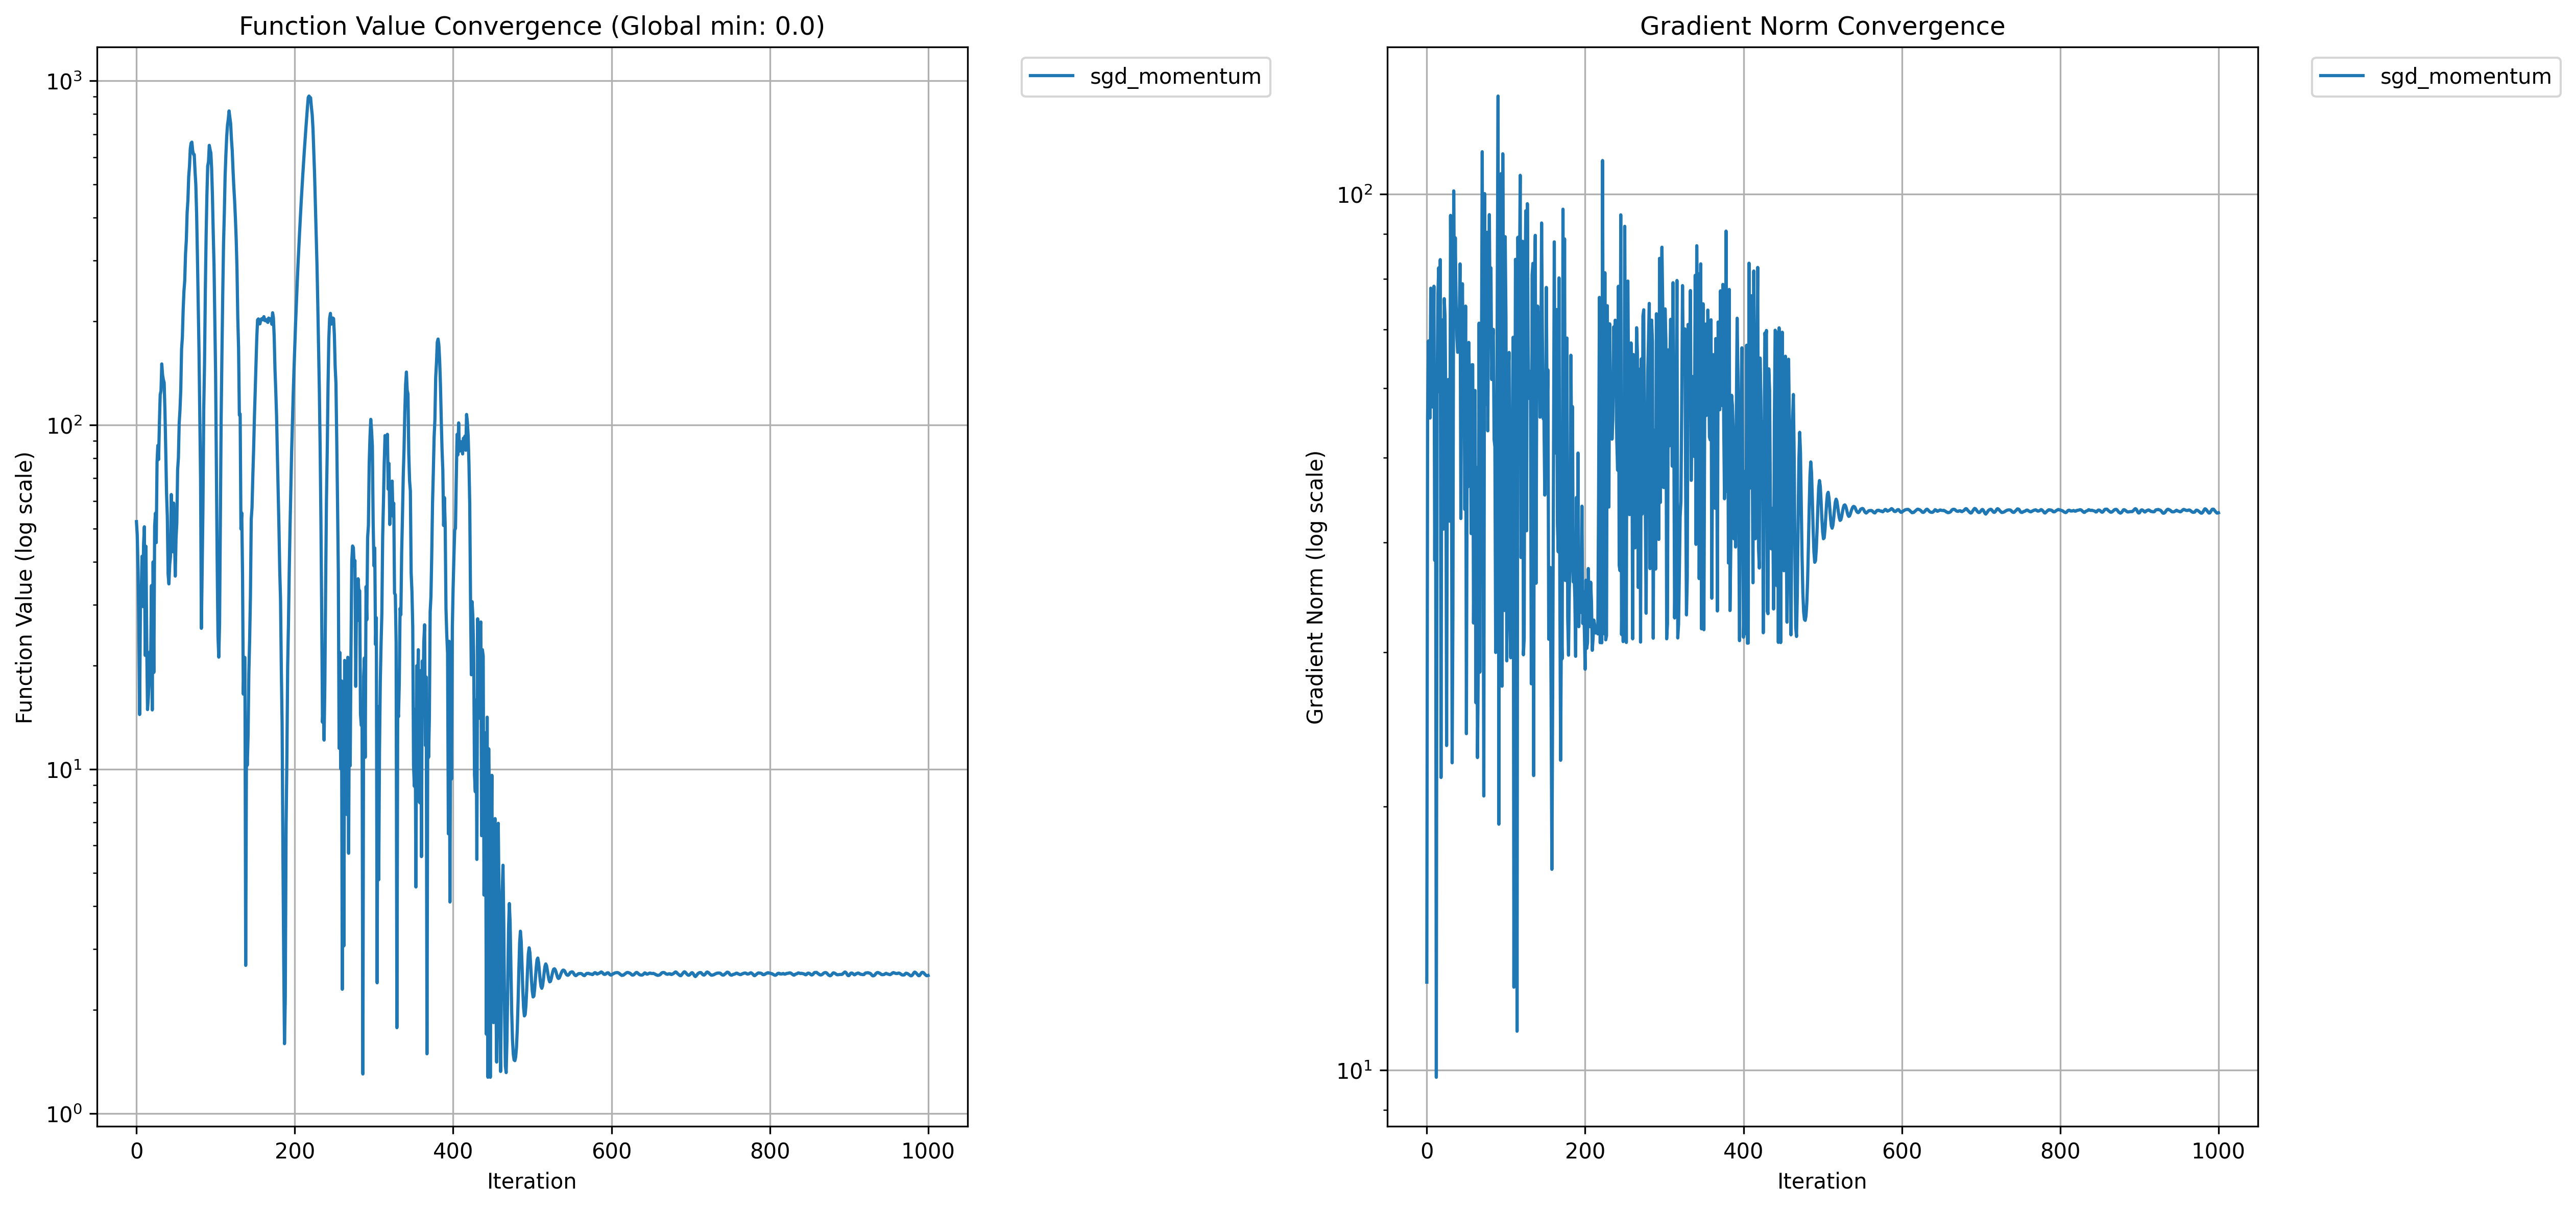 Function Value Convergence (Global min: 0.0)
sgd_momentum
Function Value (log scale)
10³
10²
10¹
10⁰
0 200 400 600 800 1000
Iteration
Gradient Norm Convergence
sgd_momentum
Gradient Norm (log scale)
10²
10¹
0 200 400 600 800 1000
Iteration